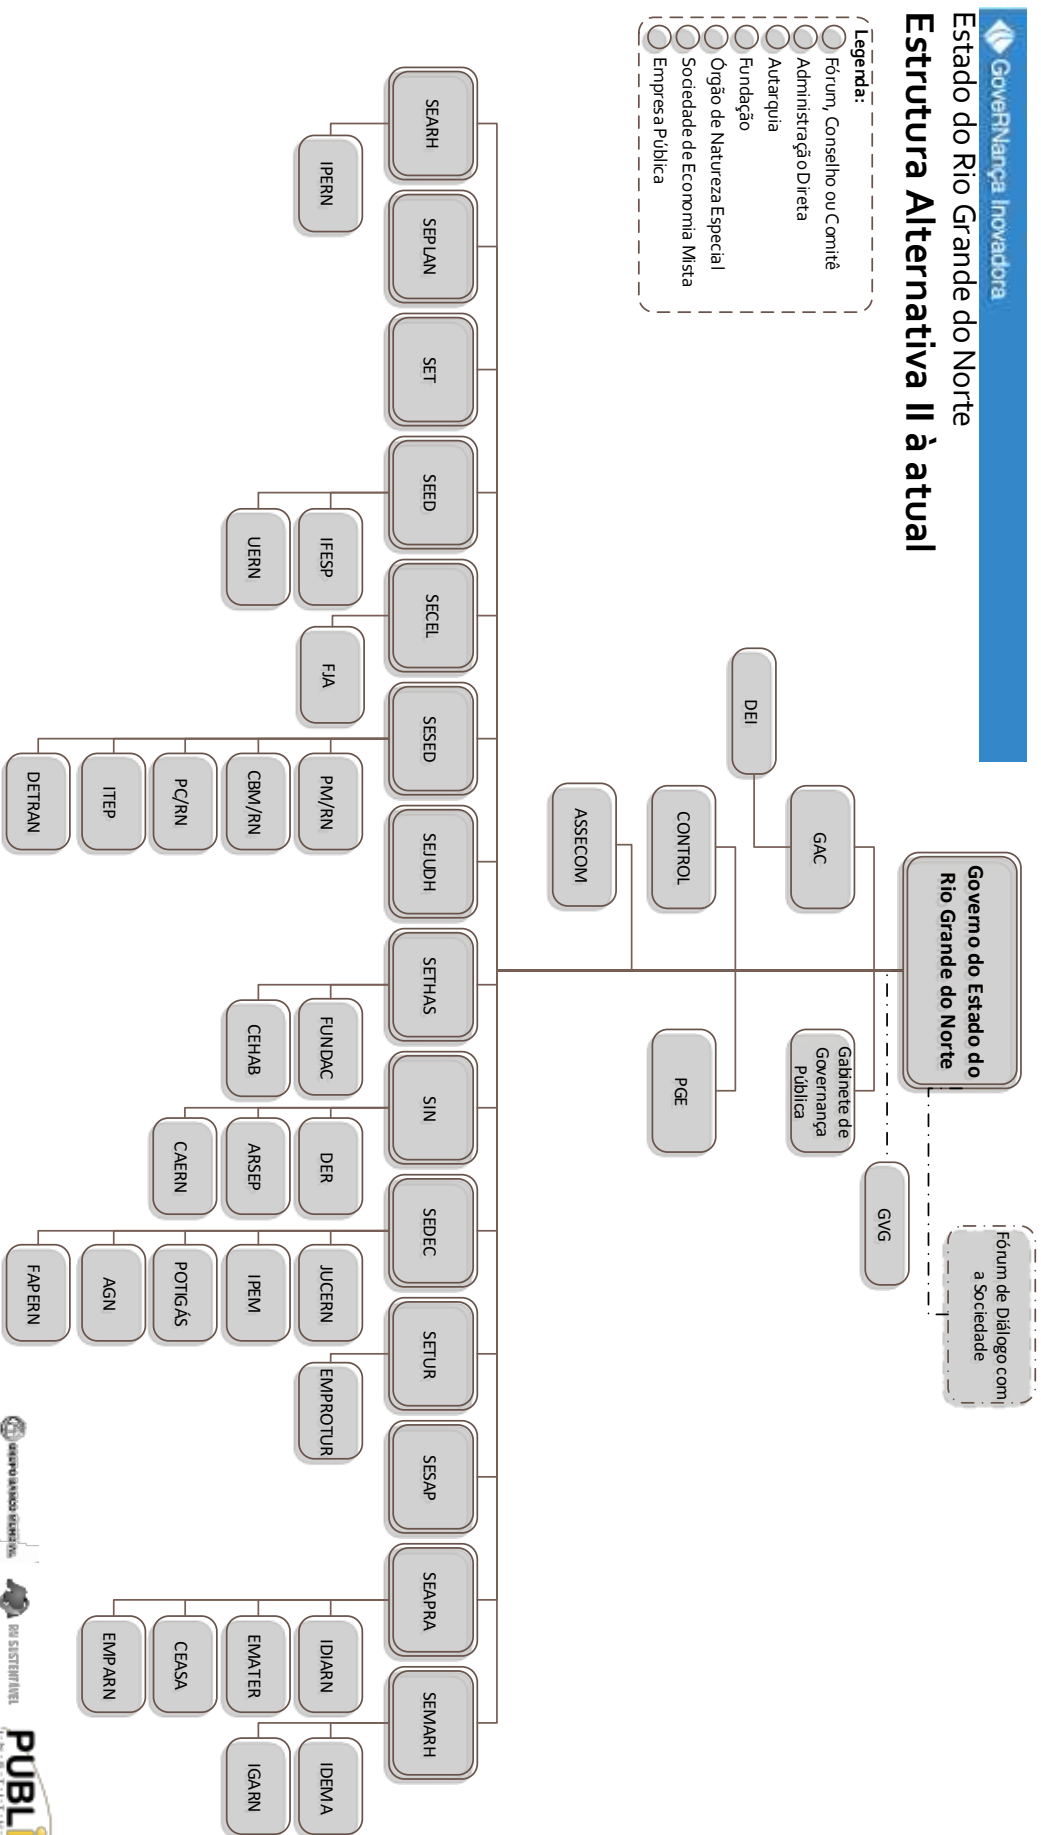 GoveRNança Inovadora
Estado do Rio Grande do Norte
Estrutura Alternativa II à atual
Legenda:
Fórum, Conselho ou Comitê
Administração Direta
Autarquia
Fundação
Órgão de Natureza Especial
Sociedade de Economia Mista
Empresa Pública
Governo do Estado do
Rio Grande do Norte
Fórum de Diálogo com
a Sociedade
GVG
GAC
Gabinete de
Governança
Pública
DEI
CONTROL
PGE
ASSECOM
SEARH
SEPLAN
SET
SEED
SECEL
SESED
SEJUDH
SETHAS
SIN
SEDEC
SETUR
SESAP
SEAPRA
SEMARH
IPERN
IFESP
UERN
FJA
PM/RN
CBM/RN
PC/RN
ITEP
DETRAN
FUNDAC
CEHAB
DER
ARSEP
CAERN
JUCERN
IPEM
POTIGÁS
AGN
FAPERN
EMPROTUR
IDIARN
EMATER
CEASA
EMPARN
IDEMA
IGARN
GRUPO BANCO MUNDIAL
RN SUSTENTÁVEL
PUBLi